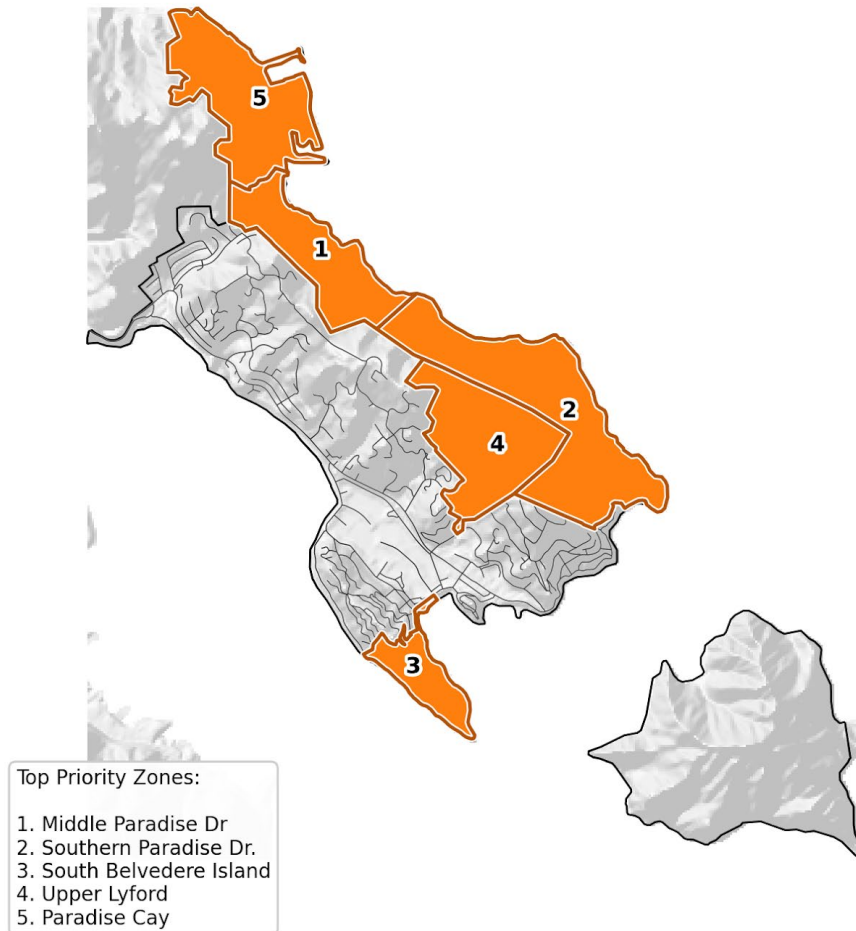 5
1
2
4
3
Top Priority Zones:
1. Middle Paradise Dr
2. Southern Paradise Dr.
3. South Belvedere Island
4. Upper Lyford
5. Paradise Cay